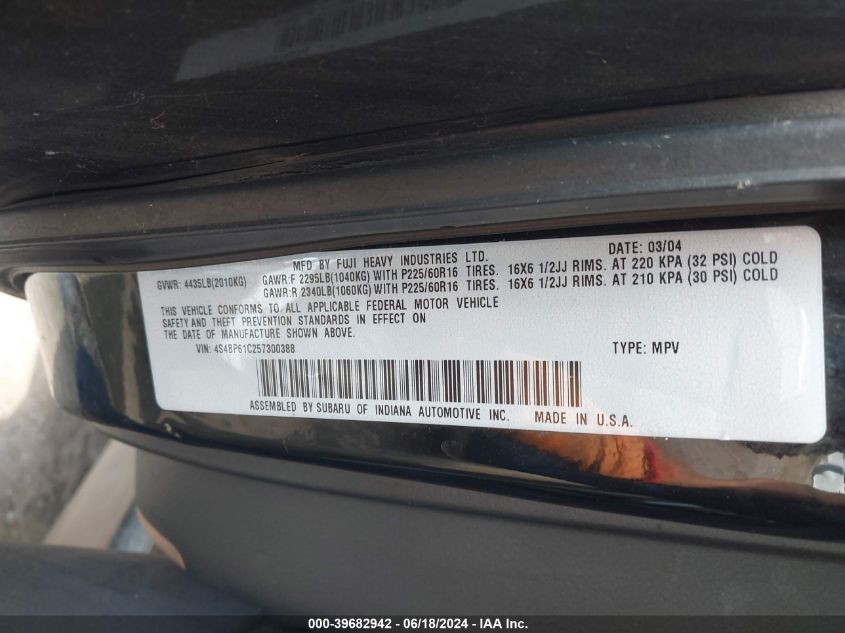 MFD BY FUJI HEAVY INDUSTRIES LTD. DATE: 03/04
GVWR: 4435LB(2010KG) GAWR:F 2295LB(1040KG) WITH P225/60R16 TIRES. 16X6 1/2JJ RIMS. AT 220 KPA (32 PSI) COLD
GAWR:R 2340LB(1060KG) WITH P225/60R16 TIRES. 16X6 1/2JJ RIMS. AT 210 KPA (30 PSI) COLD
THIS VEHICLE CONFORMS TO ALL APPLICABLE FEDERAL MOTOR VEHICLE
SAFETY AND THEFT PREVENTION STANDARDS IN EFFECT ON
THE DATE OF MANUFACTURE SHOWN ABOVE.
VIN: 4S4BP61C257300388 TYPE: MPV
ASSEMBLED BY SUBARU OF INDIANA AUTOMOTIVE INC. MADE IN U.S.A.
000-39682942 - 06/18/2024 - IAA Inc.